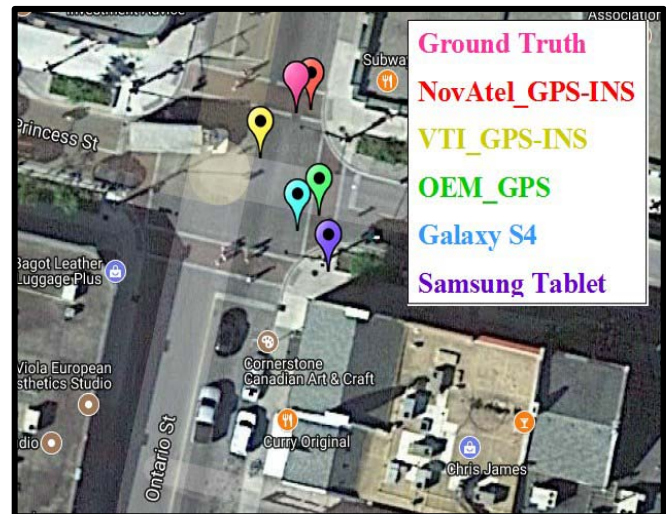 Investment Advice
Association
Subway
Princess St
Ground Truth
NovAtel_GPS-INS
VTI_GPS-INS
OEM_GPS
Galaxy S4
Samsung Tablet
Bagot Leather
Luggage Plus
Viola European
sthetics Studio
dio
Cornerstone
Canadian Art & Craft
Curry Original
Chris James
Ontario St